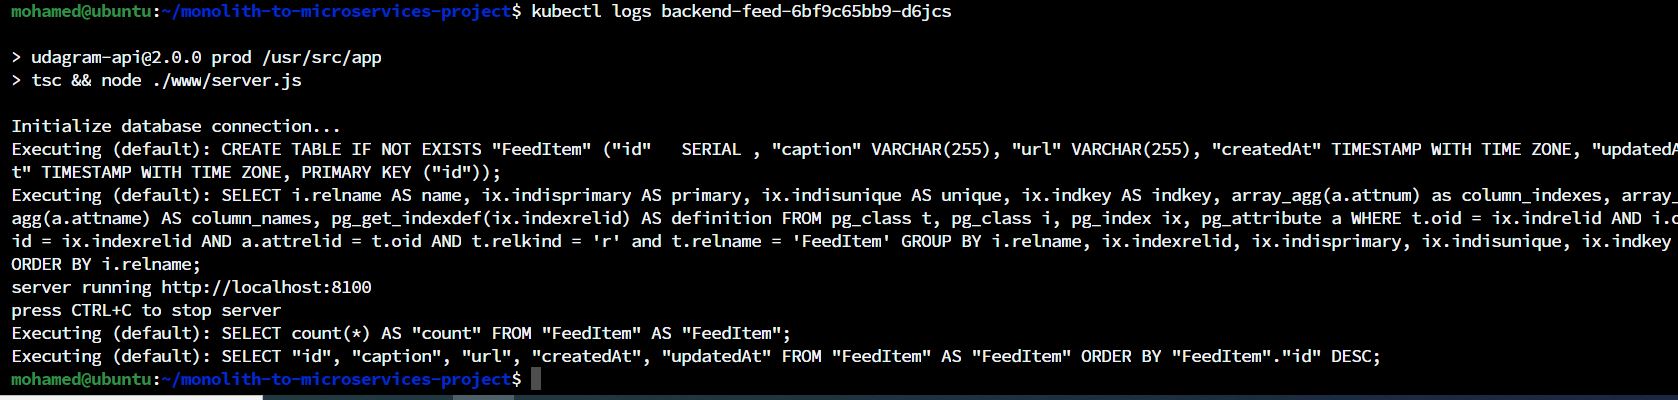 mohamed@ubuntu:~/monolith-to-microservices-project$ kubectl logs backend-feed-6bf9c65bb9-d6jcs
> udagram-api@2.0.0 prod /usr/src/app
> tsc && node ./www/server.js
Initialize database connection...
Executing (default): CREATE TABLE IF NOT EXISTS "FeedItem" ("id"   SERIAL , "caption" VARCHAR(255), "url" VARCHAR(255), "createdAt" TIMESTAMP WITH TIME ZONE, "updatedA
t" TIMESTAMP WITH TIME ZONE, PRIMARY KEY ("id"));
Executing (default): SELECT i.relname AS name, ix.indisprimary AS primary, ix.indisunique AS unique, ix.indkey AS indkey, array_agg(a.attnum) as column_indexes, array_
agg(a.attname) AS column_names, pg_get_indexdef(ix.indexrelid) AS definition FROM pg_class t, pg_class i, pg_index ix, pg_attribute a WHERE t.oid = ix.indrelid AND i.o
id = ix.indexrelid AND a.attrelid = t.oid AND t.relkind = 'r' and t.relname = 'FeedItem' GROUP BY i.relname, ix.indexrelid, ix.indisprimary, ix.indisunique, ix.indkey
ORDER BY i.relname;
server running http://localhost:8100
press CTRL+C to stop server
Executing (default): SELECT count(*) AS "count" FROM "FeedItem" AS "FeedItem";
Executing (default): SELECT "id", "caption", "url", "createdAt", "updatedAt" FROM "FeedItem" AS "FeedItem" ORDER BY "FeedItem"."id" DESC;
mohamed@ubuntu:~/monolith-to-microservices-project$